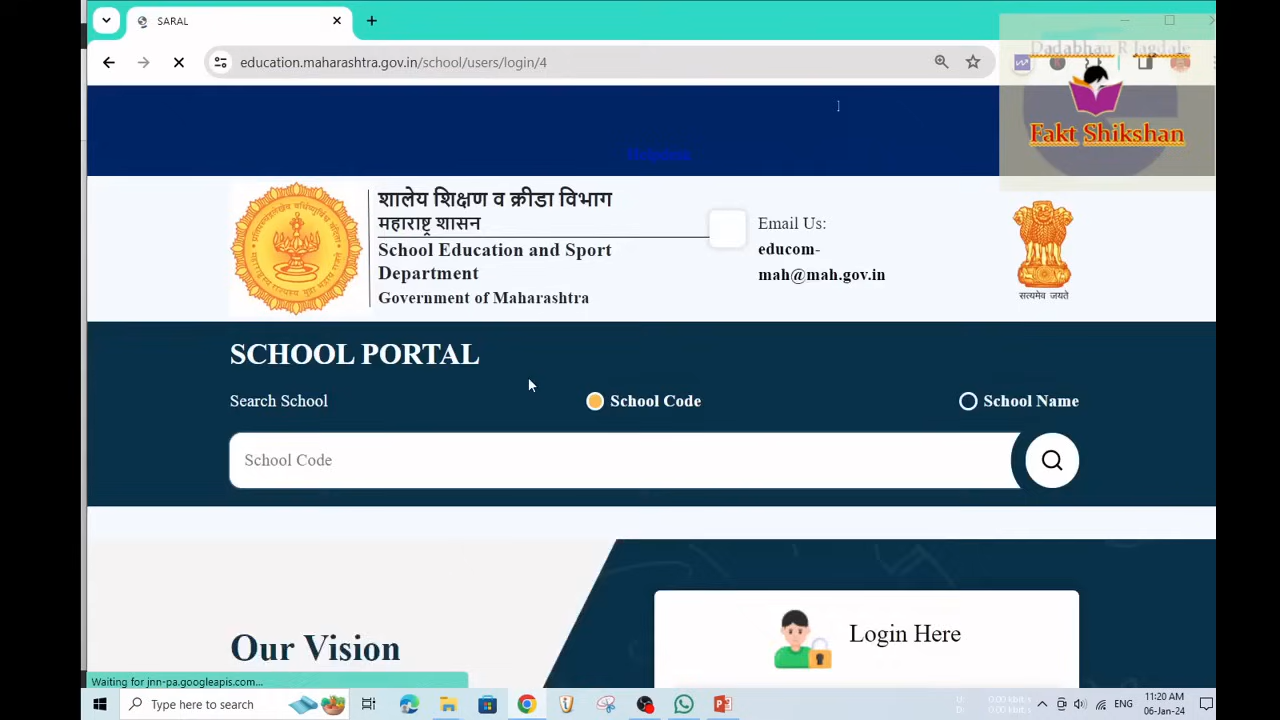 SARAL
education.maharashtra.gov.in/school/users/login/4
Dadabhau R Jagdale
Fakt Shikshan
Helpdesk
शालेय शिक्षण व क्रीडा विभाग
महाराष्ट्र शासन
School Education and Sport
Department
Government of Maharashtra
Email Us:
educom-
mah@mah.gov.in
सत्यमेव जयते
SCHOOL PORTAL
Search School
School Code
School Name
School Code
Our Vision
Login Here
Waiting for jnn-pa.googleapis.com...
Type here to search
ENG
11:20 AM
06-Jan-24